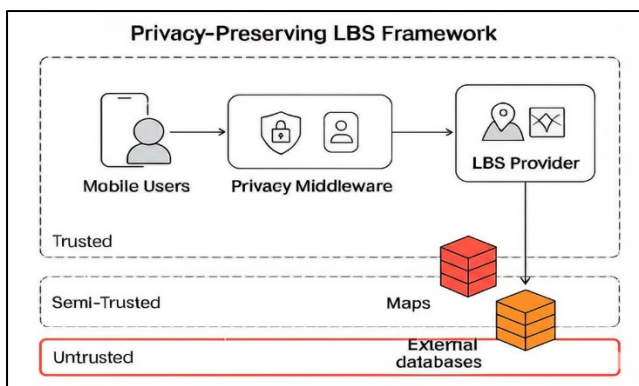 Privacy-Preserving LBS Framework
Mobile Users
Privacy Middleware
LBS Provider
Trusted
Semi-Trusted
Maps
Untrusted
External
databases